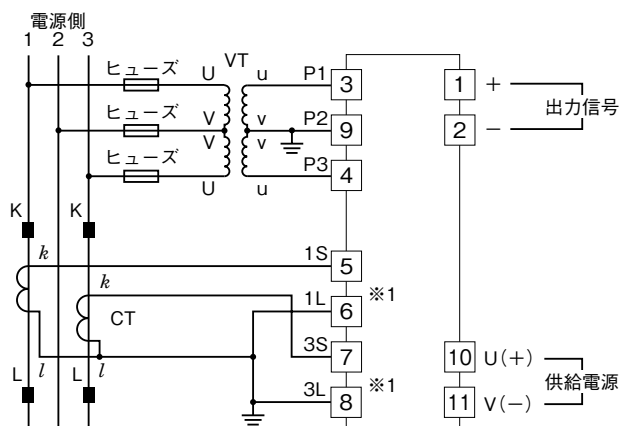 電源側
1 2 3
ヒューズ VT
U u P1 3 1 +
出力信号
ヒューズ V v P2 9 2 −
V v
ヒューズ P3 4
U u
K K
k 1S 5
k 1L 6 ※1
CT
3S 7 10 U(+)
供給電源
L l L l 3L 8 ※1 11 V(−)